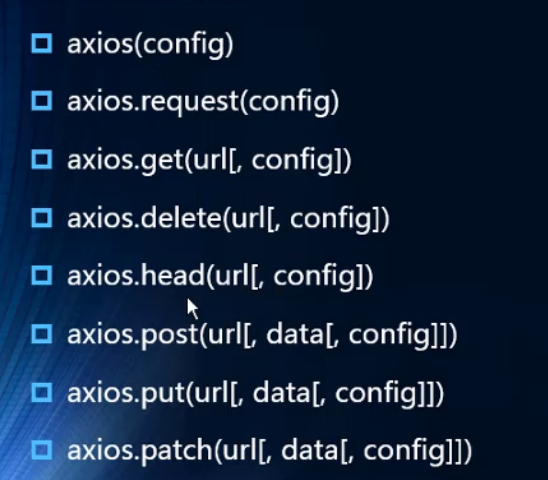 axios(config)
axios.request(config)
axios.get(url[, config])
axios.delete(url[, config])
axios.head(url[, config])
axios.post(url[, data[, config]])
axios.put(url[, data[, config]])
axios.patch(url[, data[, config]])